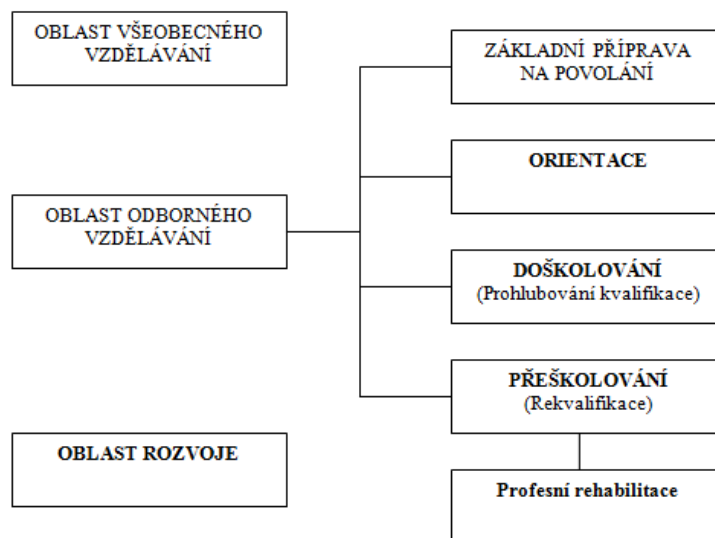 OBLAST VŠEOBECNÉHO
VZDĚLÁVÁNÍ
ZÁKLADNÍ PŘÍPRAVA
NA POVOLÁNÍ
ORIENTACE
OBLAST ODBORNÉHO
VZDĚLÁVÁNÍ
DOŠKOLOVÁNÍ
(Prohlubování kvalifikace)
PŘEŠKOLOVÁNÍ
(Rekvalifikace)
OBLAST ROZVOJE
Profesní rehabilitace